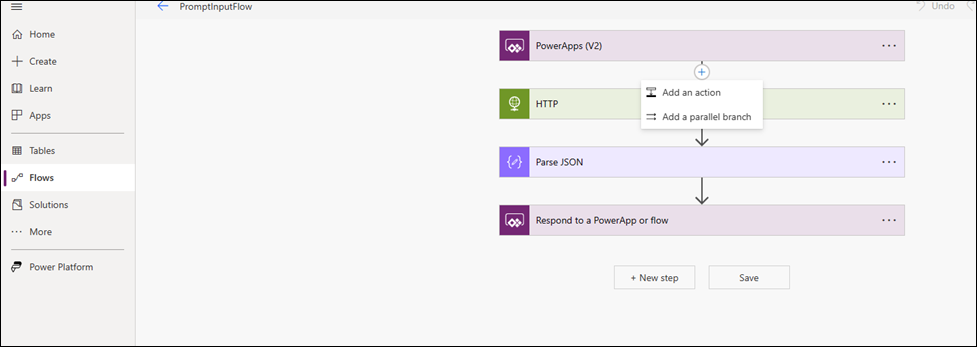 PromptInputFlow
Undo
Home
Create
Learn
Apps
Tables
Flows
Solutions
More
Power Platform
PowerApps (V2)
Add an action
Add a parallel branch
HTTP
Parse JSON
Respond to a PowerApp or flow
+ New step
Save